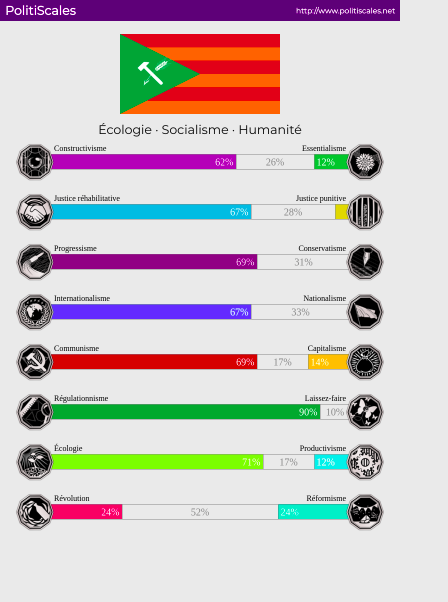 PolitiScales http://www.politiscales.net
Écologie · Socialisme · Humanité
Constructivisme Essentialisme
62% 26% 12%
Justice réhabilitative Justice punitive
67% 28%
Progressisme Conservatisme
69% 31%
Internationalisme Nationalisme
67% 33%
Communisme Capitalisme
69% 17% 14%
Régulationnisme Laissez-faire
90% 10%
Écologie Productivisme
71% 17% 12%
Révolution Réformisme
24% 52% 24%